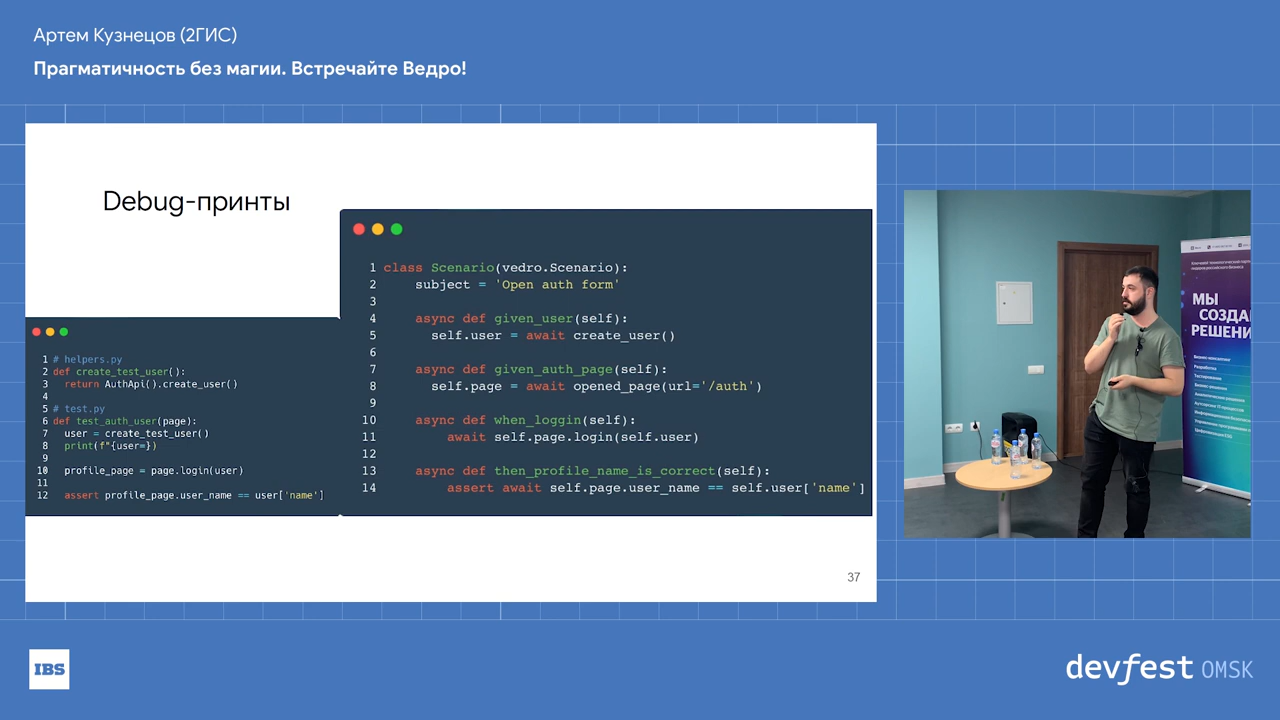 Артем Кузнецов (2ГИС)
Прагматичность без магии. Встречайте Ведро!
Debug-принты
1 # helpers.py
2 def create_test_user():
3 return AuthApi().create_user()
4
5 # test.py
6 def test_auth_user(page):
7 user = create_test_user()
8 print(f"{user=})
9
10 profile_page = page.login(user)
11
12 assert profile_page.user_name == user['name']
1 class Scenario(vedro.Scenario):
2 subject = 'Open auth form'
3
4 async def given_user(self):
5 self.user = await create_user()
6
7 async def given_auth_page(self):
8 self.page = await opened_page(url='/auth')
9
10 async def when_loggin(self):
11 await self.page.login(self.user)
12
13 async def then_profile_name_is_correct(self):
14 assert await self.page.user_name == self.user['name']
37
МЫ
СОЗДА
РЕШЕНИ
IBS
devfest OMSK